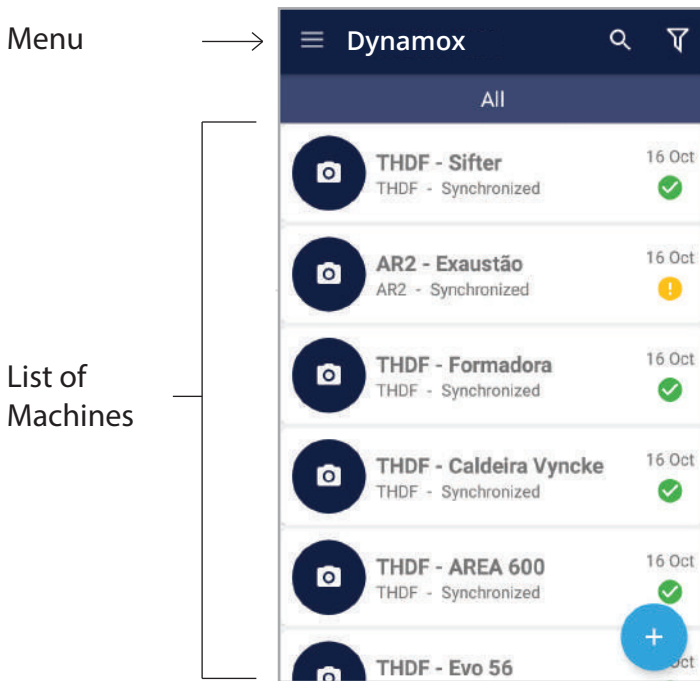 Menu
Dynamox
All
List of
Machines
THDF - Sifter
16 Oct
THDF - Synchronized
AR2 - Exaustão
16 Oct
AR2 - Synchronized
THDF - Formadora
16 Oct
THDF - Synchronized
THDF - Caldeira Vyncke
16 Oct
THDF - Synchronized
THDF - AREA 600
16 Oct
THDF - Synchronized
THDF - Evo 56